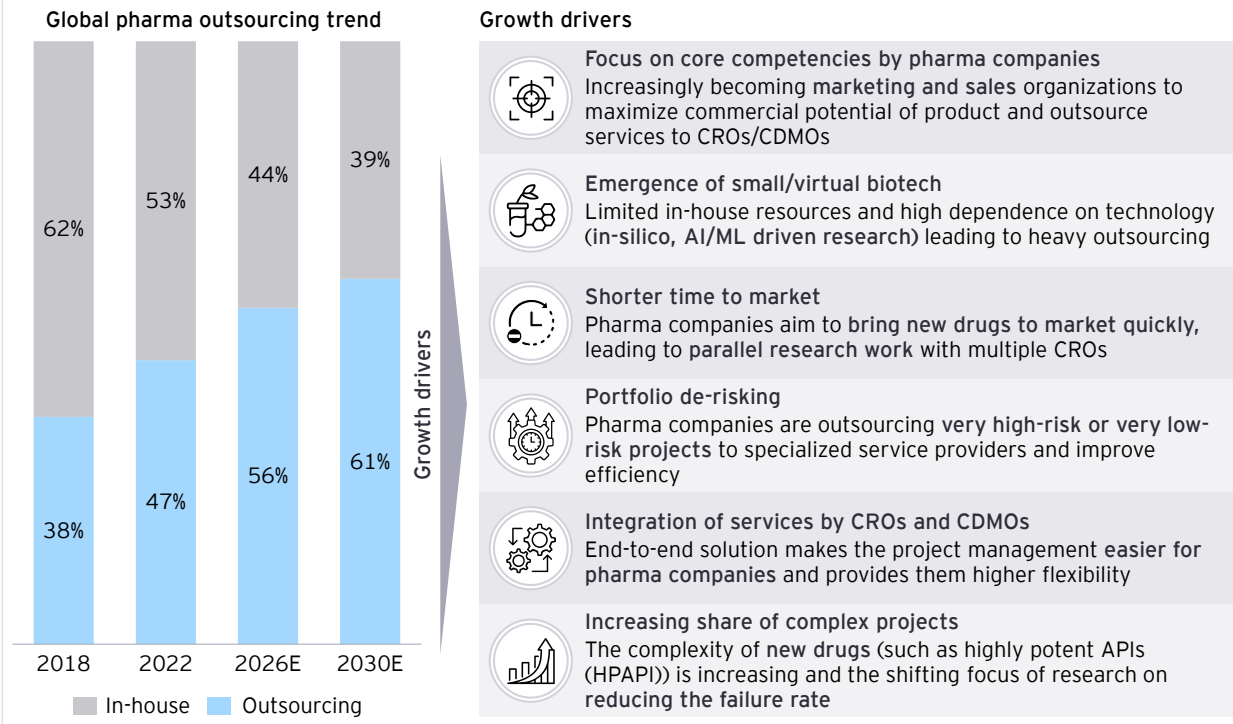 Global pharma outsourcing trend
62%
53%
44%
39%
38%
47%
56%
61%
2018 2022 2026E 2030E
In-house Outsourcing
Growth drivers
Growth drivers
Focus on core competencies by pharma companies
Increasingly becoming marketing and sales organizations to
maximize commercial potential of product and outsource
services to CROs/CDMOs
Emergence of small/virtual biotech
Limited in-house resources and high dependence on technology
(in-silico, AI/ML driven research) leading to heavy outsourcing
Shorter time to market
Pharma companies aim to bring new drugs to market quickly,
leading to parallel research work with multiple CROs
Portfolio de-risking
Pharma companies are outsourcing very high-risk or very low-
risk projects to specialized service providers and improve
efficiency
Integration of services by CROs and CDMOs
End-to-end solution makes the project management easier for
pharma companies and provides them higher flexibility
Increasing share of complex projects
The complexity of new drugs (such as highly potent APIs
(HPAPI)) is increasing and the shifting focus of research on
reducing the failure rate